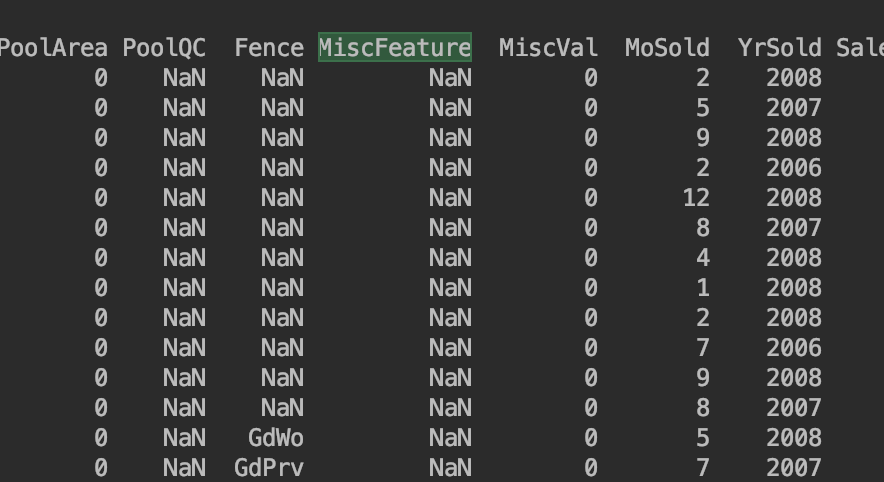 PoolArea PoolQC Fence MiscFeature MiscVal MoSold YrSold Sale
0 NaN NaN NaN 0 2 2008
0 NaN NaN NaN 0 5 2007
0 NaN NaN NaN 0 9 2008
0 NaN NaN NaN 0 2 2006
0 NaN NaN NaN 0 12 2008
0 NaN NaN NaN 0 8 2007
0 NaN NaN NaN 0 4 2008
0 NaN NaN NaN 0 1 2008
0 NaN NaN NaN 0 2 2008
0 NaN NaN NaN 0 7 2006
0 NaN NaN NaN 0 9 2008
0 NaN NaN NaN 0 8 2007
0 NaN GdWo NaN 0 5 2008
0 NaN GdPrv NaN 0 7 2007